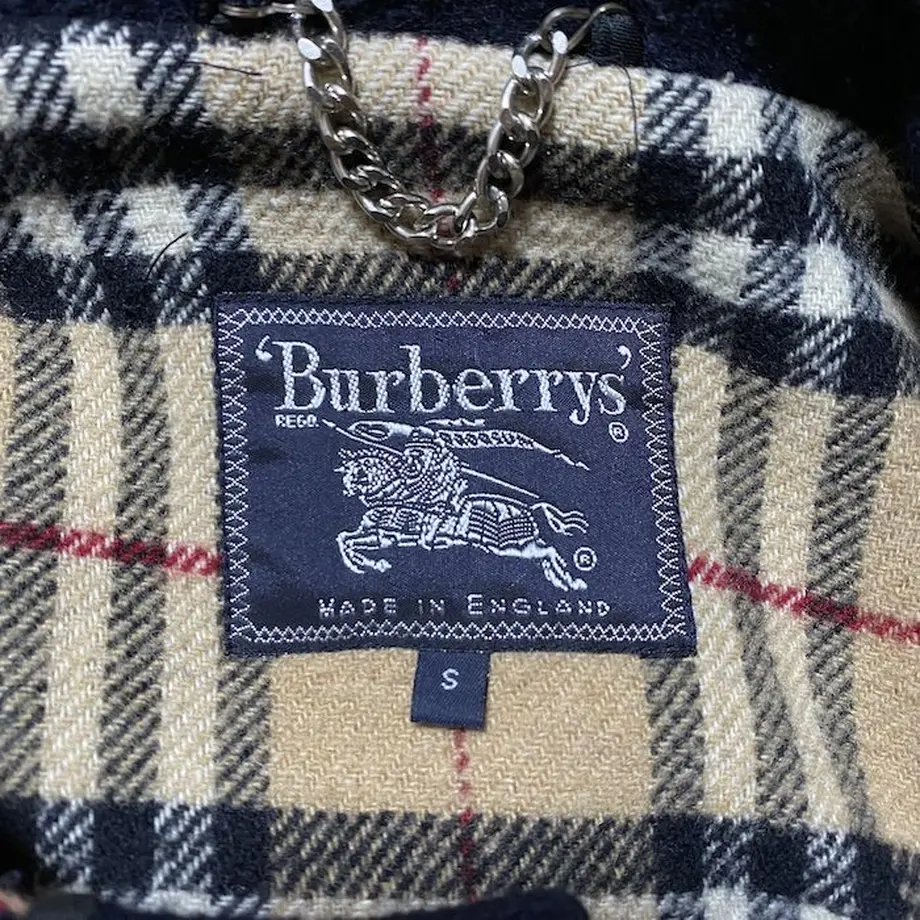 ‘Burberrys’
REGD. ®
®
MADE IN ENGLAND
S